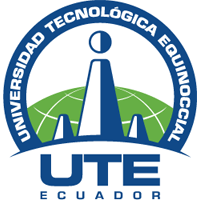 UNIVERSIDAD TECNOLÓGICA EQUINOCCIAL
UTE
ECUADOR